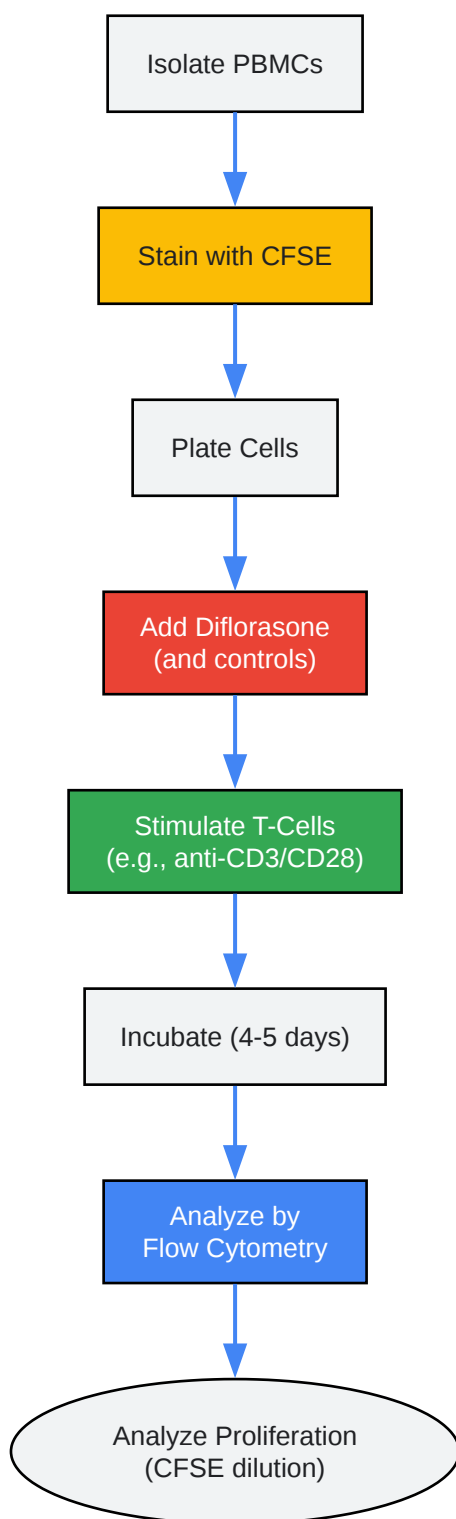 Isolate PBMCs
Stain with CFSE
Plate Cells
Add Diflorasone
(and controls)
Stimulate T-Cells
(e.g., anti-CD3/CD28)
Incubate (4-5 days)
Analyze by
Flow Cytometry
Analyze Proliferation
(CFSE dilution)